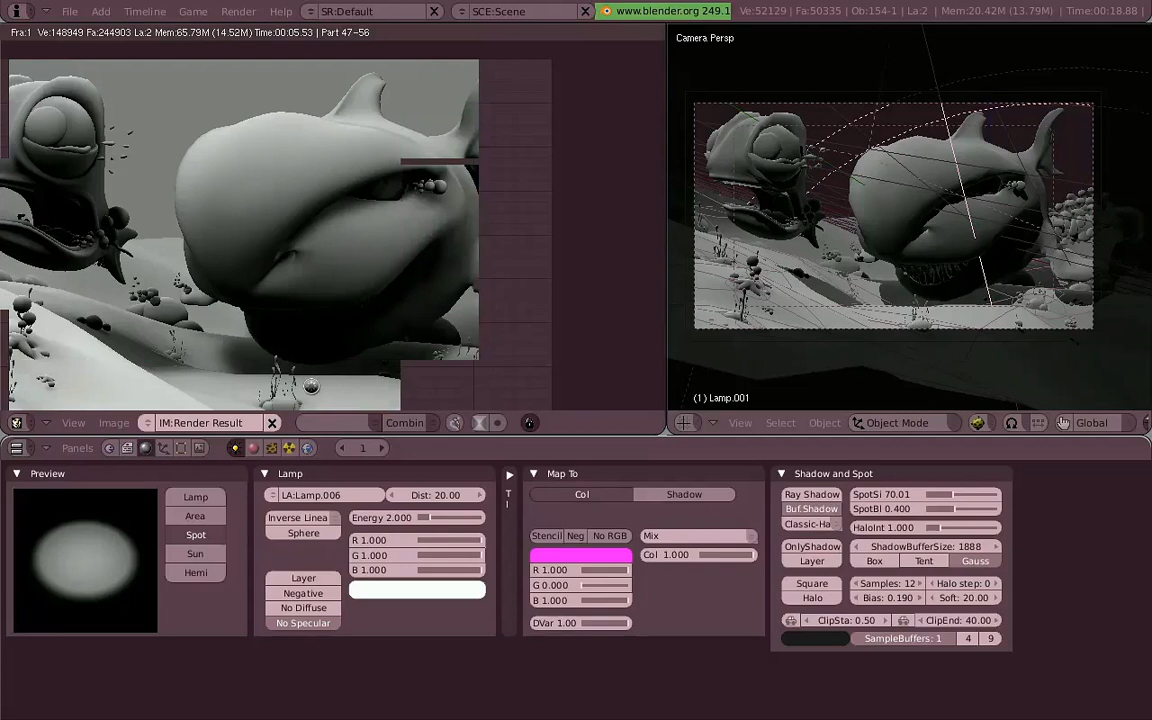 File Add Timeline Game Render Help SR:Default SCE:Scene www.blender.org 249.1 Ve:52129 Fa:50335 Ob:154-1 La:2 Mem:20.42M (13.79M) Time:00:18.88
Fra:1 Ve:148949 Fa:244903 La:2 Mem:65.79M (14.52M) Time:00:05.53 | Part 47-56
Camera Persp
(1) Lamp.001
View Image IM:Render Result Combin
View Select Object Object Mode Global
Panels 1
Preview Lamp Map To Shadow and Spot
Lamp
Area
Spot
Sun
Hemi
LA:Lamp.006 Dist: 20.00
Inverse Linea Energy 2.000
Sphere
R 1.000
G 1.000
B 1.000
Layer
Negative
No Diffuse
No Specular
T
Col Shadow
Stencil Neg No RGB Mix
Col 1.000
R 1.000
G 0.000
B 1.000
DVar 1.00
Ray Shadow SpotSi 70.01
Buf.Shadow SpotBl 0.400
Classic-Ha HaloInt 1.000
OnlyShadow ShadowBufferSize: 1888
Layer Box Tent Gauss
Square Samples: 12 Halo step: 0
Halo Bias: 0.190 Soft: 20.00
ClipSta: 0.50 ClipEnd: 40.00
SampleBuffers: 1 4 9